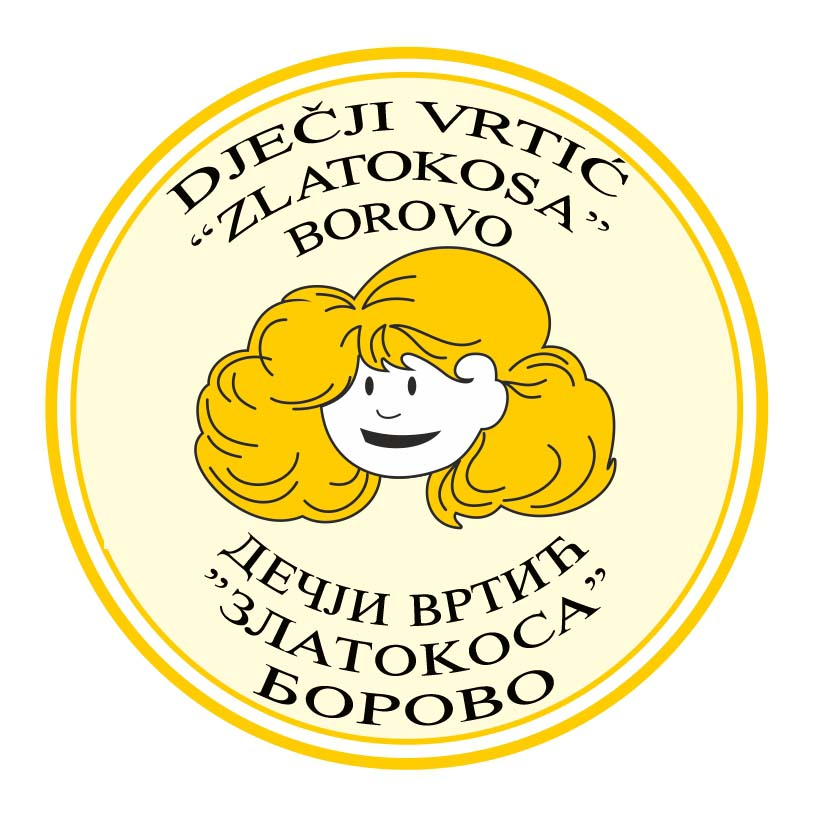 DJEČJI VRTIĆ
“ZLATOKOSA”
BOROVO
ДЕЧЈИ ВРТИЋ
”ЗЛАТОКОСА”
БОРОВО